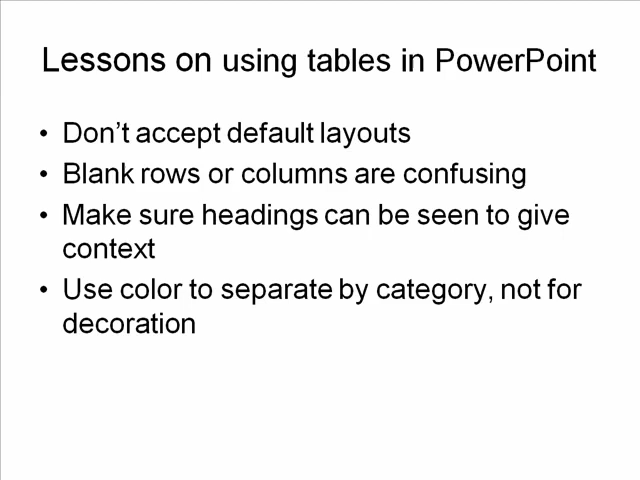 Lessons on using tables in PowerPoint
• Don't accept default layouts
• Blank rows or columns are confusing
• Make sure headings can be seen to give
context
• Use color to separate by category, not for
decoration